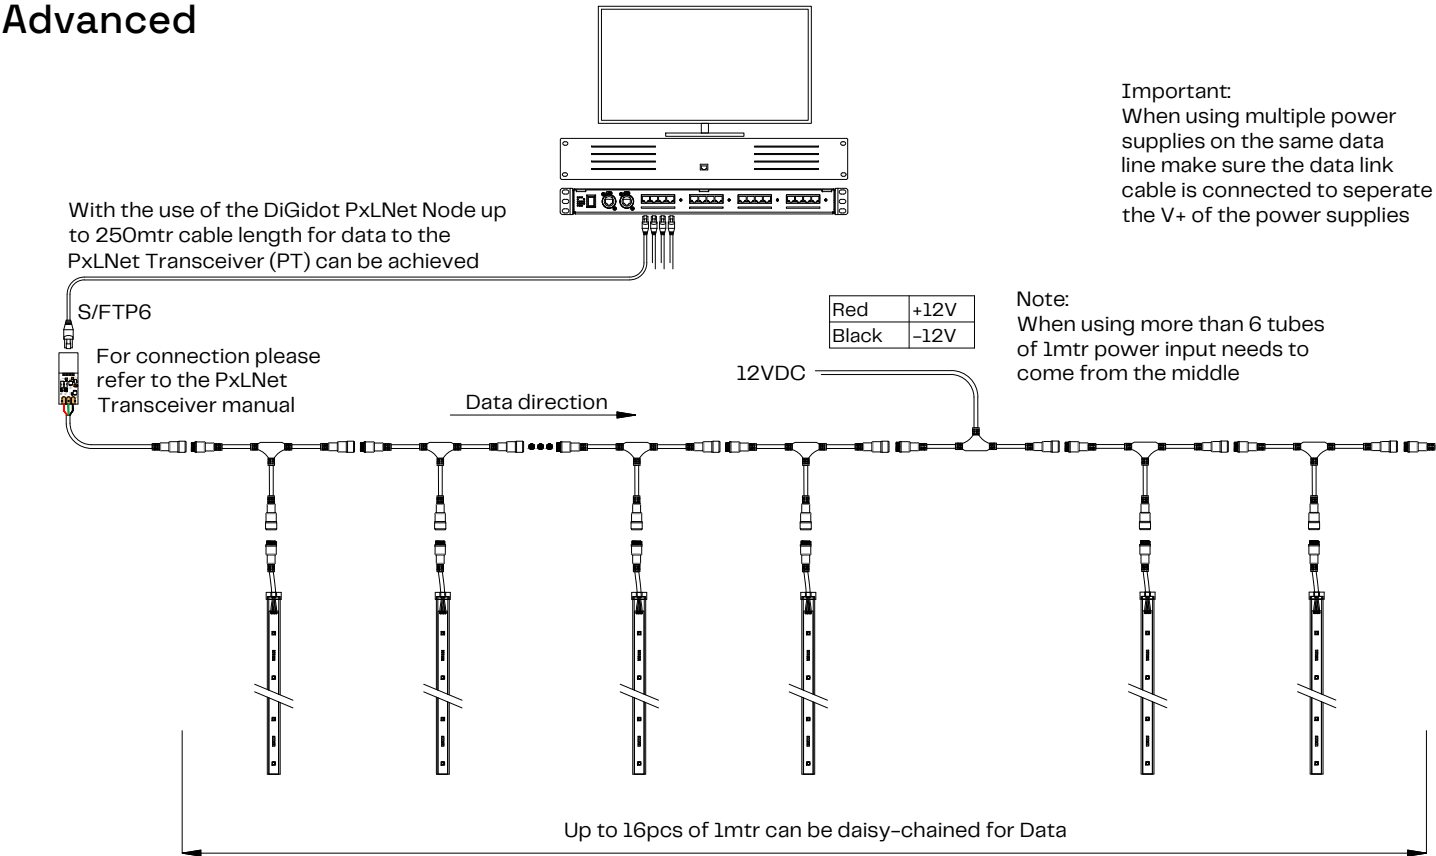 Advanced
Important:
When using multiple power
supplies on the same data
line make sure the data link
cable is connected to seperate
the V+ of the power supplies
With the use of the DiGidot PxLNet Node up
to 250mtr cable length for data to the
PxLNet Transceiver (PT) can be achieved
S/FTP6
For connection please
refer to the PxLNet
Transceiver manual
Red +12V
Black -12V
Note:
When using more than 6 tubes
of 1mtr power input needs to
come from the middle
12VDC
Data direction
Up to 16pcs of 1mtr can be daisy-chained for Data